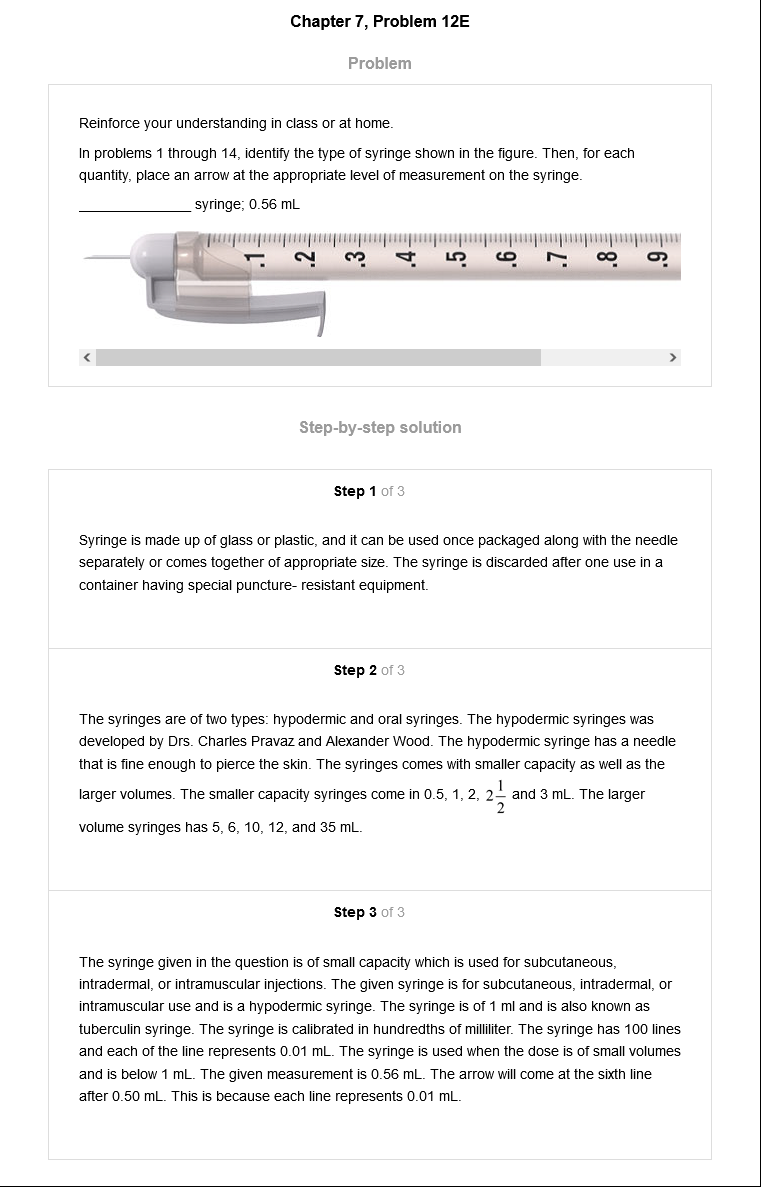 Chapter 7, Problem 12E
Problem
Reinforce your understanding in class or at home.
In problems 1 through 14, identify the type of syringe shown in the figure. Then, for each
quantity, place an arrow at the appropriate level of measurement on the syringe.
______________ syringe; 0.56 mL
.1 .2 .3 .4 .5 .6 .7 .8 .9
Step-by-step solution
Step 1 of 3
Syringe is made up of glass or plastic, and it can be used once packaged along with the needle
separately or comes together of appropriate size. The syringe is discarded after one use in a
container having special puncture- resistant equipment.
Step 2 of 3
The syringes are of two types: hypodermic and oral syringes. The hypodermic syringes was
developed by Drs. Charles Pravaz and Alexander Wood. The hypodermic syringe has a needle
that is fine enough to pierce the skin. The syringes comes with smaller capacity as well as the
larger volumes. The smaller capacity syringes come in 0.5, 1, 2, 2 1/2 and 3 mL. The larger
volume syringes has 5, 6, 10, 12, and 35 mL.
Step 3 of 3
The syringe given in the question is of small capacity which is used for subcutaneous,
intradermal, or intramuscular injections. The given syringe is for subcutaneous, intradermal, or
intramuscular use and is a hypodermic syringe. The syringe is of 1 ml and is also known as
tuberculin syringe. The syringe is calibrated in hundredths of milliliter. The syringe has 100 lines
and each of the line represents 0.01 mL. The syringe is used when the dose is of small volumes
and is below 1 mL. The given measurement is 0.56 mL. The arrow will come at the sixth line
after 0.50 mL. This is because each line represents 0.01 mL.